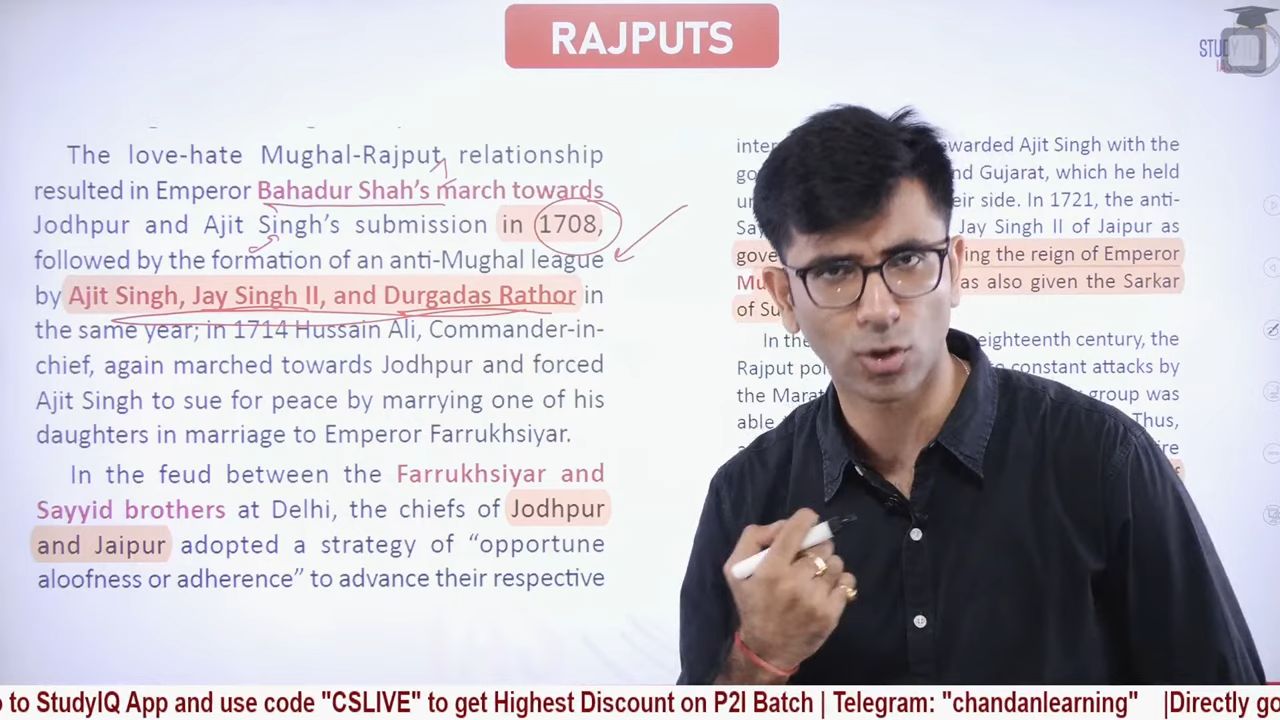 RAJPUTS
STUDY
The love-hate Mughal-Rajput relationship
resulted in Emperor Bahadur Shah's march towards
Jodhpur and Ajit Singh's submission in 1708,
followed by the formation of an anti-Mughal league
by Ajit Singh, Jay Singh II, and Durgadas Rathor in
the same year; in 1714 Hussain Ali, Commander-in-
chief, again marched towards Jodhpur and forced
Ajit Singh to sue for peace by marrying one of his
daughters in marriage to Emperor Farrukhsiyar.
In the feud between the Farrukhsiyar and
Sayyid brothers at Delhi, the chiefs of Jodhpur
and Jaipur adopted a strategy of "opportune
aloofness or adherence" to advance their respective
Ajit Singh with the
Gujarat, which he held
side. In 1721, the anti-
Jay Singh II of Jaipur as
the reign of Emperor
as also given the Sarkar
of
In the eighteenth century, the
Rajput constant attacks by
the group was
Thus,
to StudyIQ App and use code "CSLIVE" to get Highest Discount on P2I Batch | Telegram: "chandanlearning" |Directly go